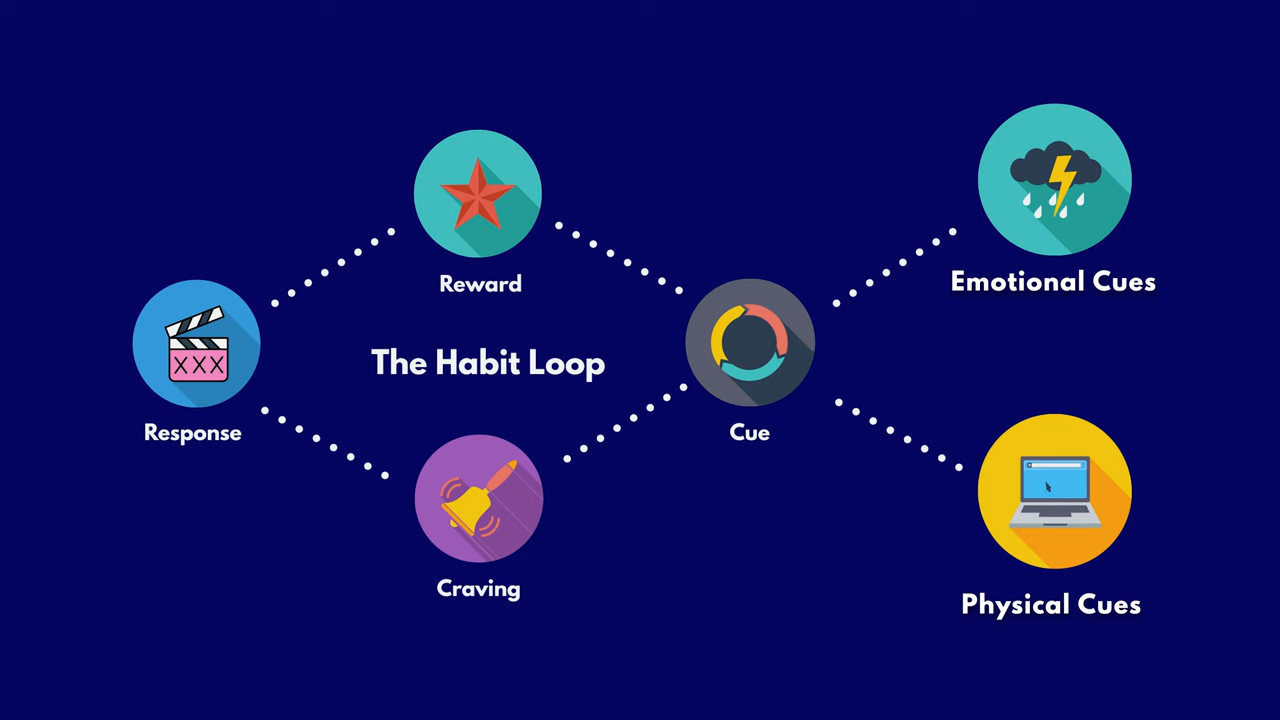 Emotional Cues
Reward
The Habit Loop
XXX
Response
Cue
Craving
Physical Cues